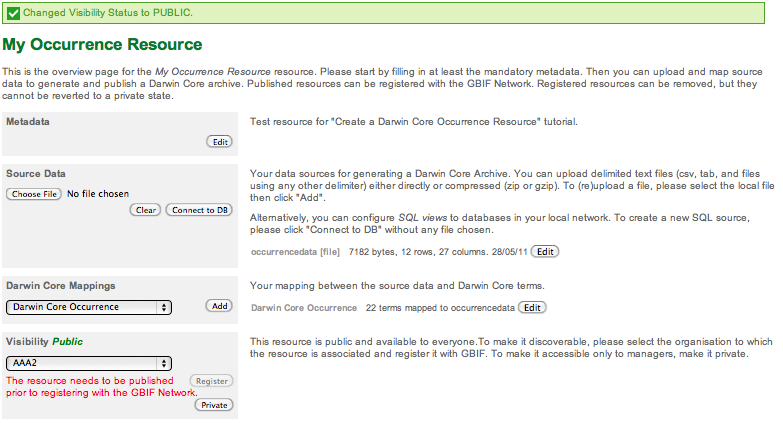 Changed Visibility Status to PUBLIC.
My Occurrence Resource
This is the overview page for the My Occurrence Resource resource. Please start by filling in at least the mandatory metadata. Then you can upload and map source
data to generate and publish a Darwin Core archive. Published resources can be registered with the GBIF Network. Registered resources can be removed, but they
cannot be reverted to a private state.
Metadata
Edit
Test resource for "Create a Darwin Core Occurrence Resource" tutorial.
Source Data
Choose File No file chosen
Clear Connect to DB
Your data sources for generating a Darwin Core Archive. You can upload delimited text files (csv, tab, and files
using any other delimiter) either directly or compressed (zip or gzip). To (re)upload a file, please select the local file
then click "Add".
Alternatively, you can configure SQL views to databases in your local network. To create a new SQL source,
please click "Connect to DB" without any file chosen.
occurrencedata [file] 7182 bytes, 12 rows, 27 columns. 28/05/11 Edit
Darwin Core Mappings
Darwin Core Occurrence Add
Your mapping between the source data and Darwin Core terms.
Darwin Core Occurrence 22 terms mapped to occurrencedata Edit
Visibility Public
AAA2
The resource needs to be published Register
prior to registering with the GBIF Network.
Private
This resource is public and available to everyone.To make it discoverable, please select the organisation to which
the resource is associated and register it with GBIF. To make it accessible only to managers, make it private.